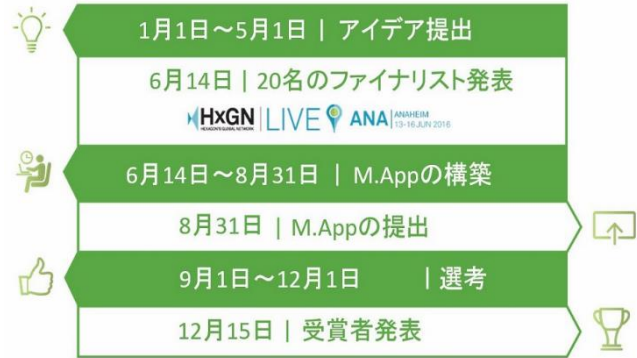 1月1日～5月1日 | アイデア提出
6月14日 | 20名のファイナリスト発表
HxGN LIVE ANA ANAHEIM
HEXAGON'S GLOBAL NETWORK 13-16 JUN 2016
6月14日～8月31日 | M.Appの構築
8月31日 | M.Appの提出
9月1日～12月1日 | 選考
12月15日 | 受賞者発表